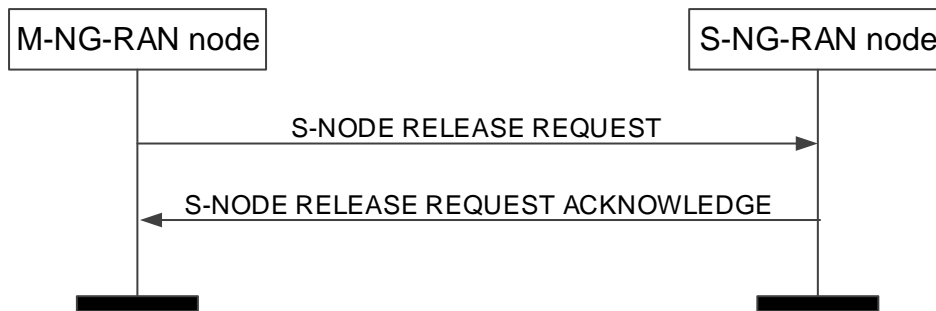 M-NG-RAN node
S-NG-RAN node
S-NODE RELEASE REQUEST
S-NODE RELEASE REQUEST ACKNOWLEDGE